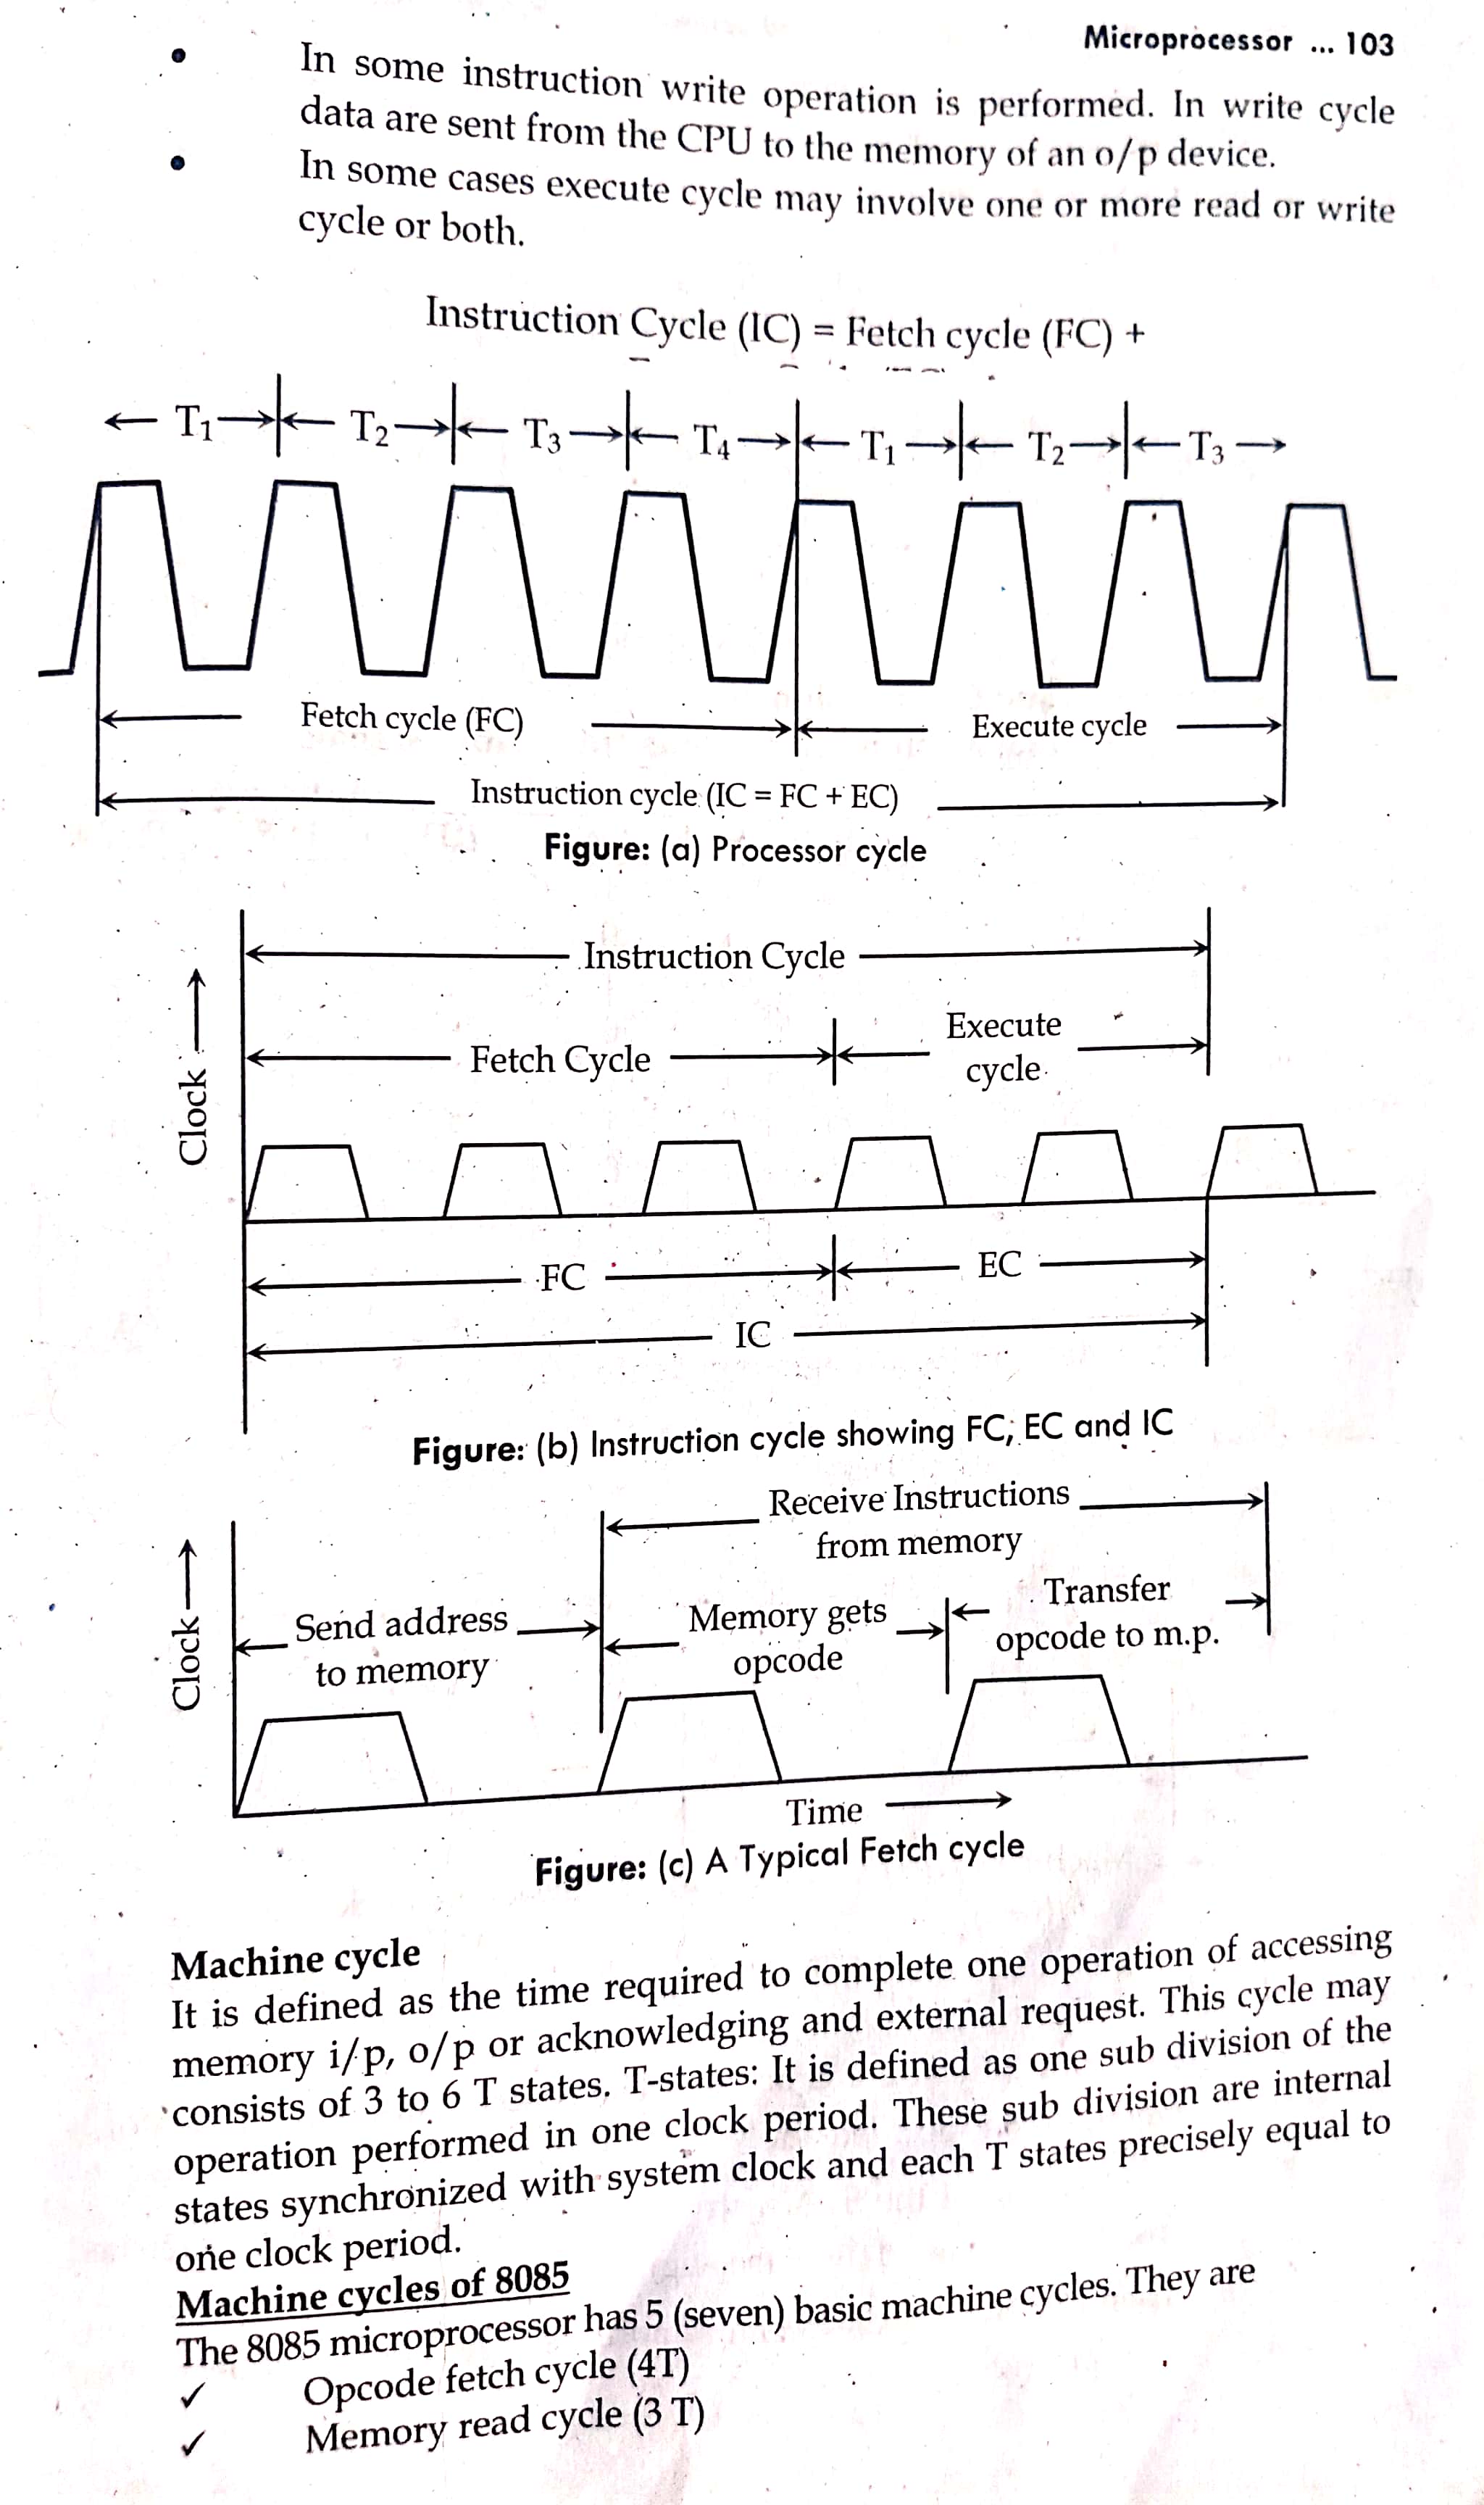 Microprocessor ... 103
• In some instruction write operation is performed. In write cycle
data are sent from the CPU to the memory of an o/p device.
• In some cases execute cycle may involve one or more read or write
cycle or both.
Instruction Cycle (IC) = Fetch cycle (FC) +
T₁ T₂ T₃ T₄ T₁ T₂ T₃
Fetch cycle (FC) Execute cycle
Instruction cycle (IC = FC + EC)
Figure: (a) Processor cycle
Instruction Cycle
Fetch Cycle Execute
cycle
Clock
FC EC
IC
Figure: (b) Instruction cycle showing FC, EC and IC
Receive Instructions
from memory
Send address
to memory
Memory gets
opcode
Transfer
opcode to m.p.
Clock
Time
Figure: (c) A Typical Fetch cycle
Machine cycle
It is defined as the time required to complete one operation of accessing
memory i/p, o/p or acknowledging and external request. This cycle may
consists of 3 to 6 T states. T-states: It is defined as one sub division of the
operation performed in one clock period. These sub division are internal
states synchronized with system clock and each T states precisely equal to
one clock period.
Machine cycles of 8085
The 8085 microprocessor has 5 (seven) basic machine cycles. They are
✓ Opcode fetch cycle (4T)
✓ Memory read cycle (3 T)